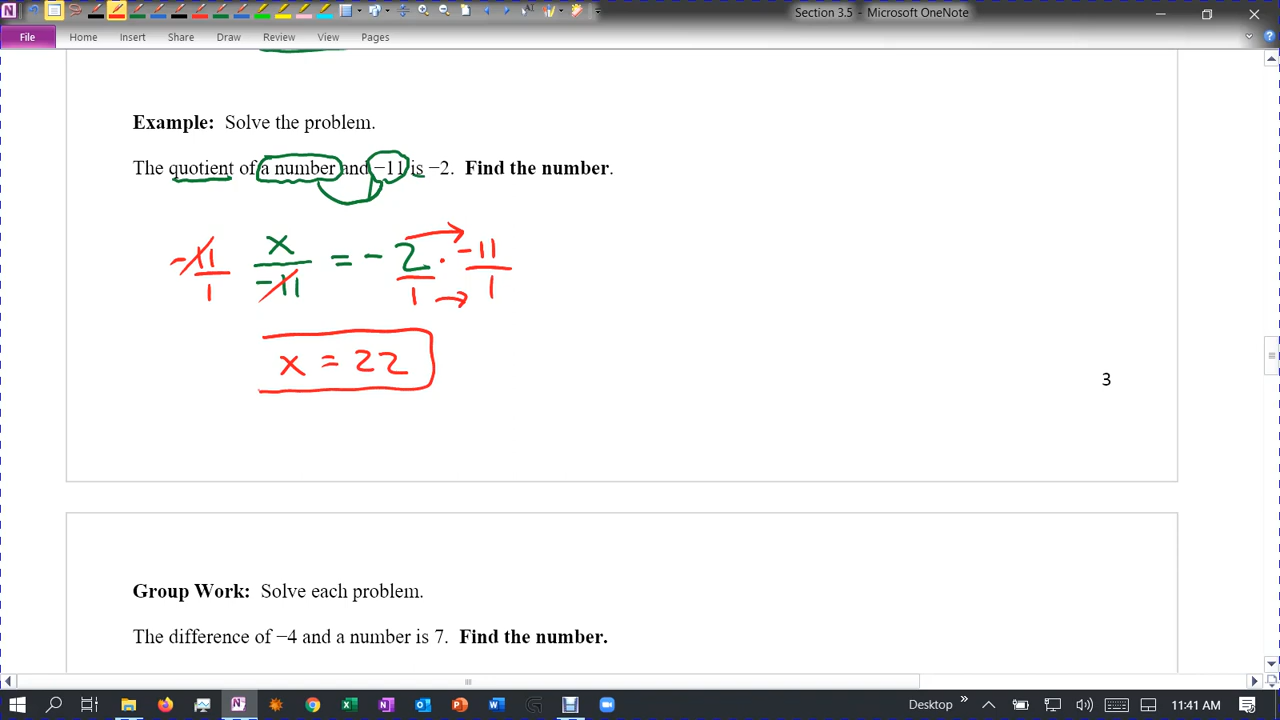 Section 3.5 - Microsoft OneNote
File Home Insert Share Draw Review View Pages
Example: Solve the problem.
The quotient of a number and −11 is −2. Find the number.
-11/1 x/-11 = - 2/1 · -11/1
x = 22
3
Group Work: Solve each problem.
The difference of −4 and a number is 7. Find the number.
Desktop » 11:41 AM